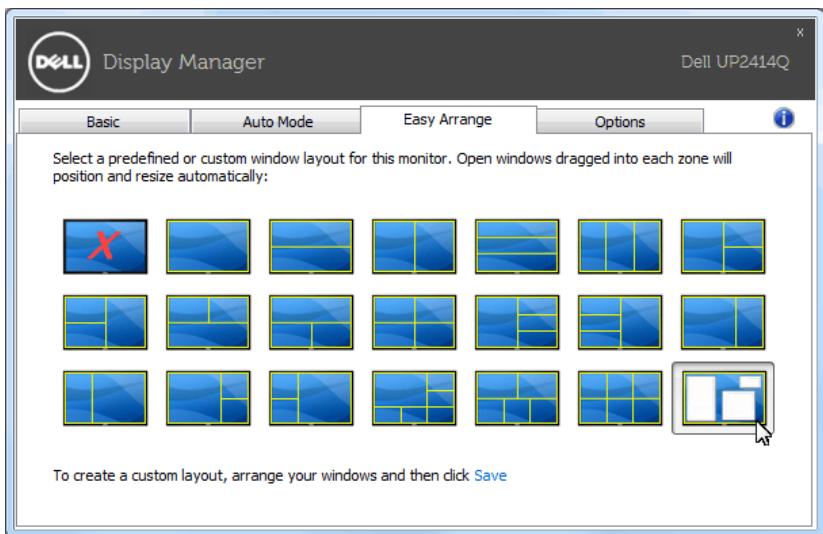 x
DELL Display Manager Dell UP2414Q
Basic Auto Mode Easy Arrange Options i
Select a predefined or custom window layout for this monitor. Open windows dragged into each zone will
position and resize automatically:
X
To create a custom layout, arrange your windows and then click Save